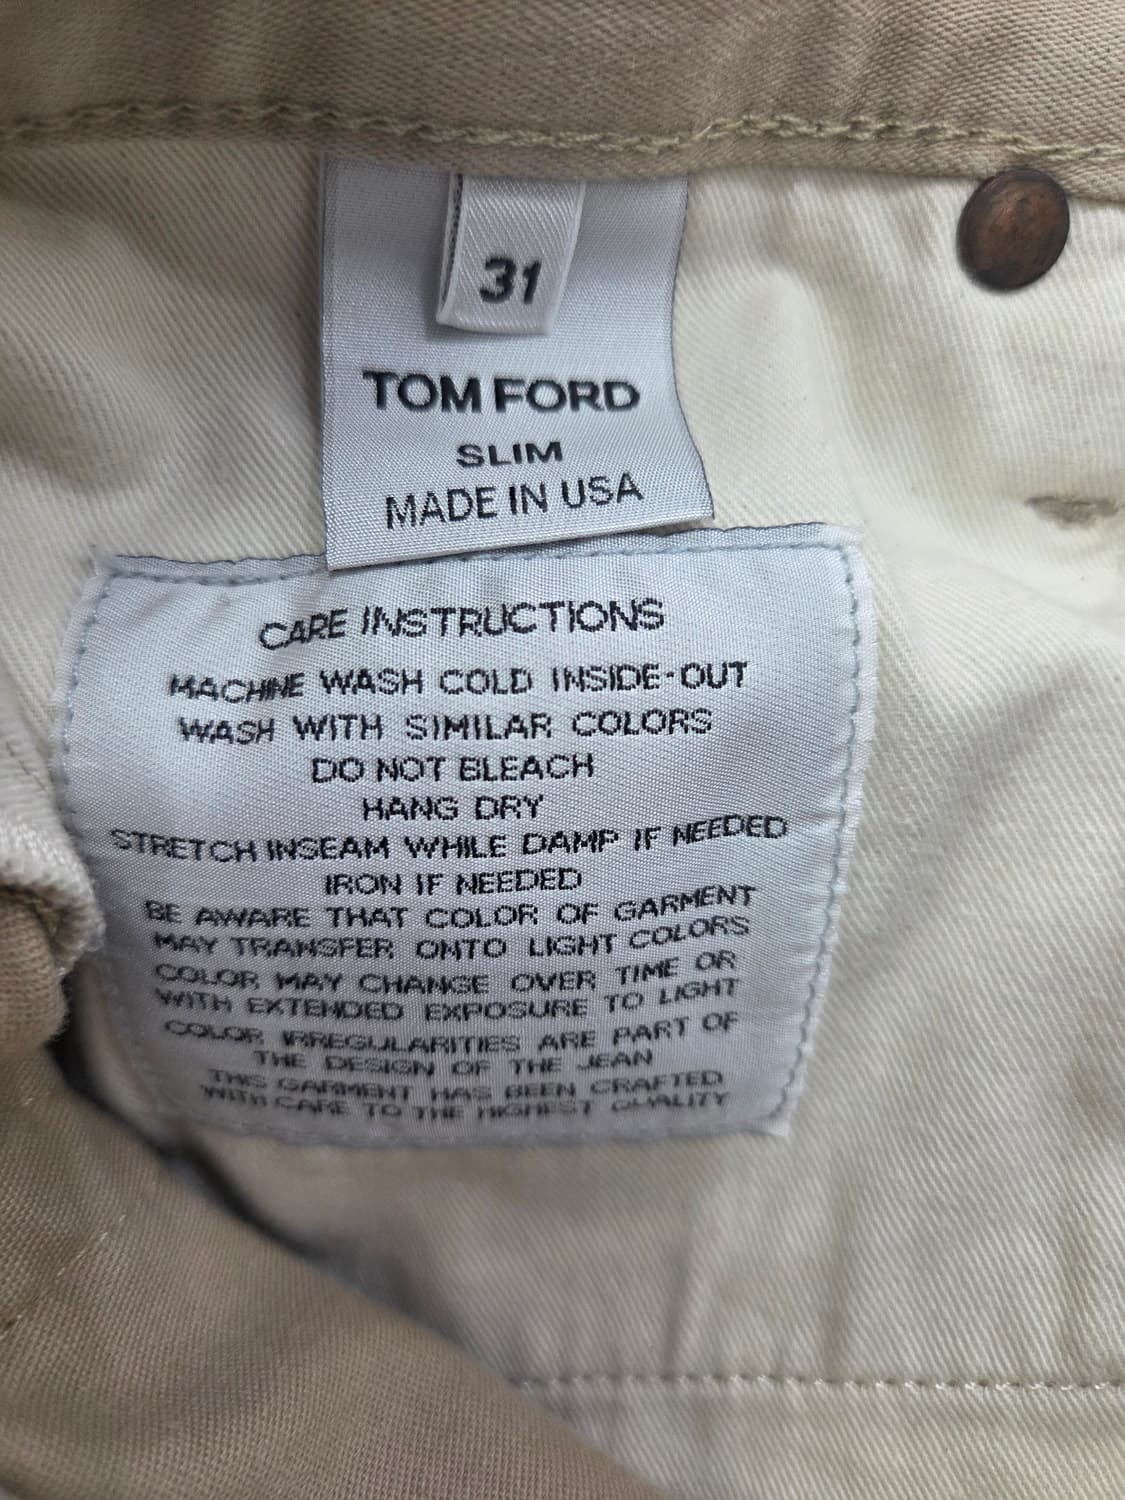 31
TOM FORD
SLIM
MADE IN USA
CARE INSTRUCTIONS
MACHINE WASH COLD INSIDE-OUT
WASH WITH SIMILAR COLORS
DO NOT BLEACH
HANG DRY
STRETCH INSEAM WHILE DAMP IF NEEDED
IRON IF NEEDED
BE AWARE THAT COLOR OF GARMENT
MAY TRANSFER ONTO LIGHT COLORS
COLOR MAY CHANGE OVER TIME OR
WITH EXTENDED EXPOSURE TO LIGHT
COLOR IRREGULARITIES ARE PART OF
THE DESIGN OF THE JEAN
THIS GARMENT HAS BEEN CRAFTED
WITH CARE TO THE HIGHEST QUALITY